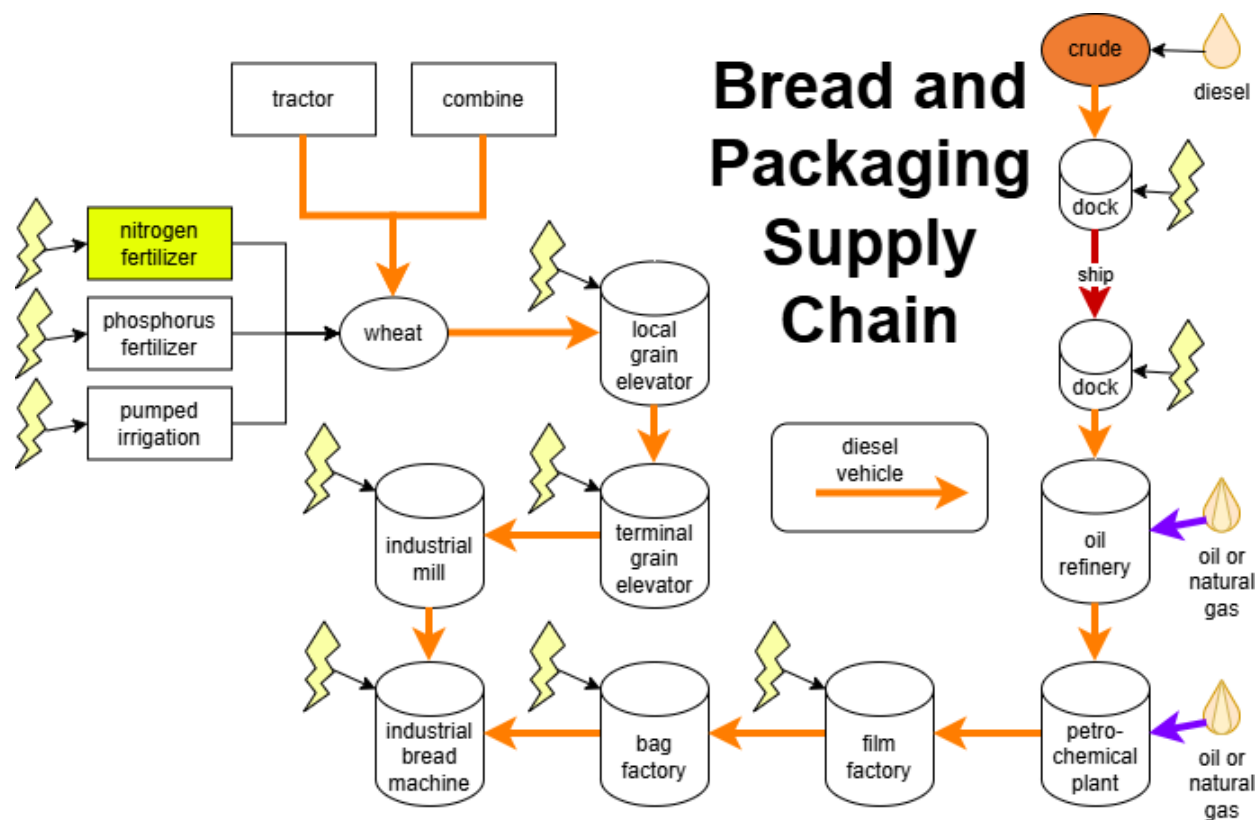 Bread and
Packaging
Supply
Chain
tractor
combine
nitrogen
fertilizer
phosphorus
fertilizer
pumped
irrigation
wheat
local
grain
elevator
terminal
grain
elevator
industrial
mill
industrial
bread
machine
bag
factory
film
factory
petro-
chemical
plant
oil or
natural
gas
oil
refinery
oil or
natural
gas
dock
ship
dock
crude
diesel
diesel
vehicle